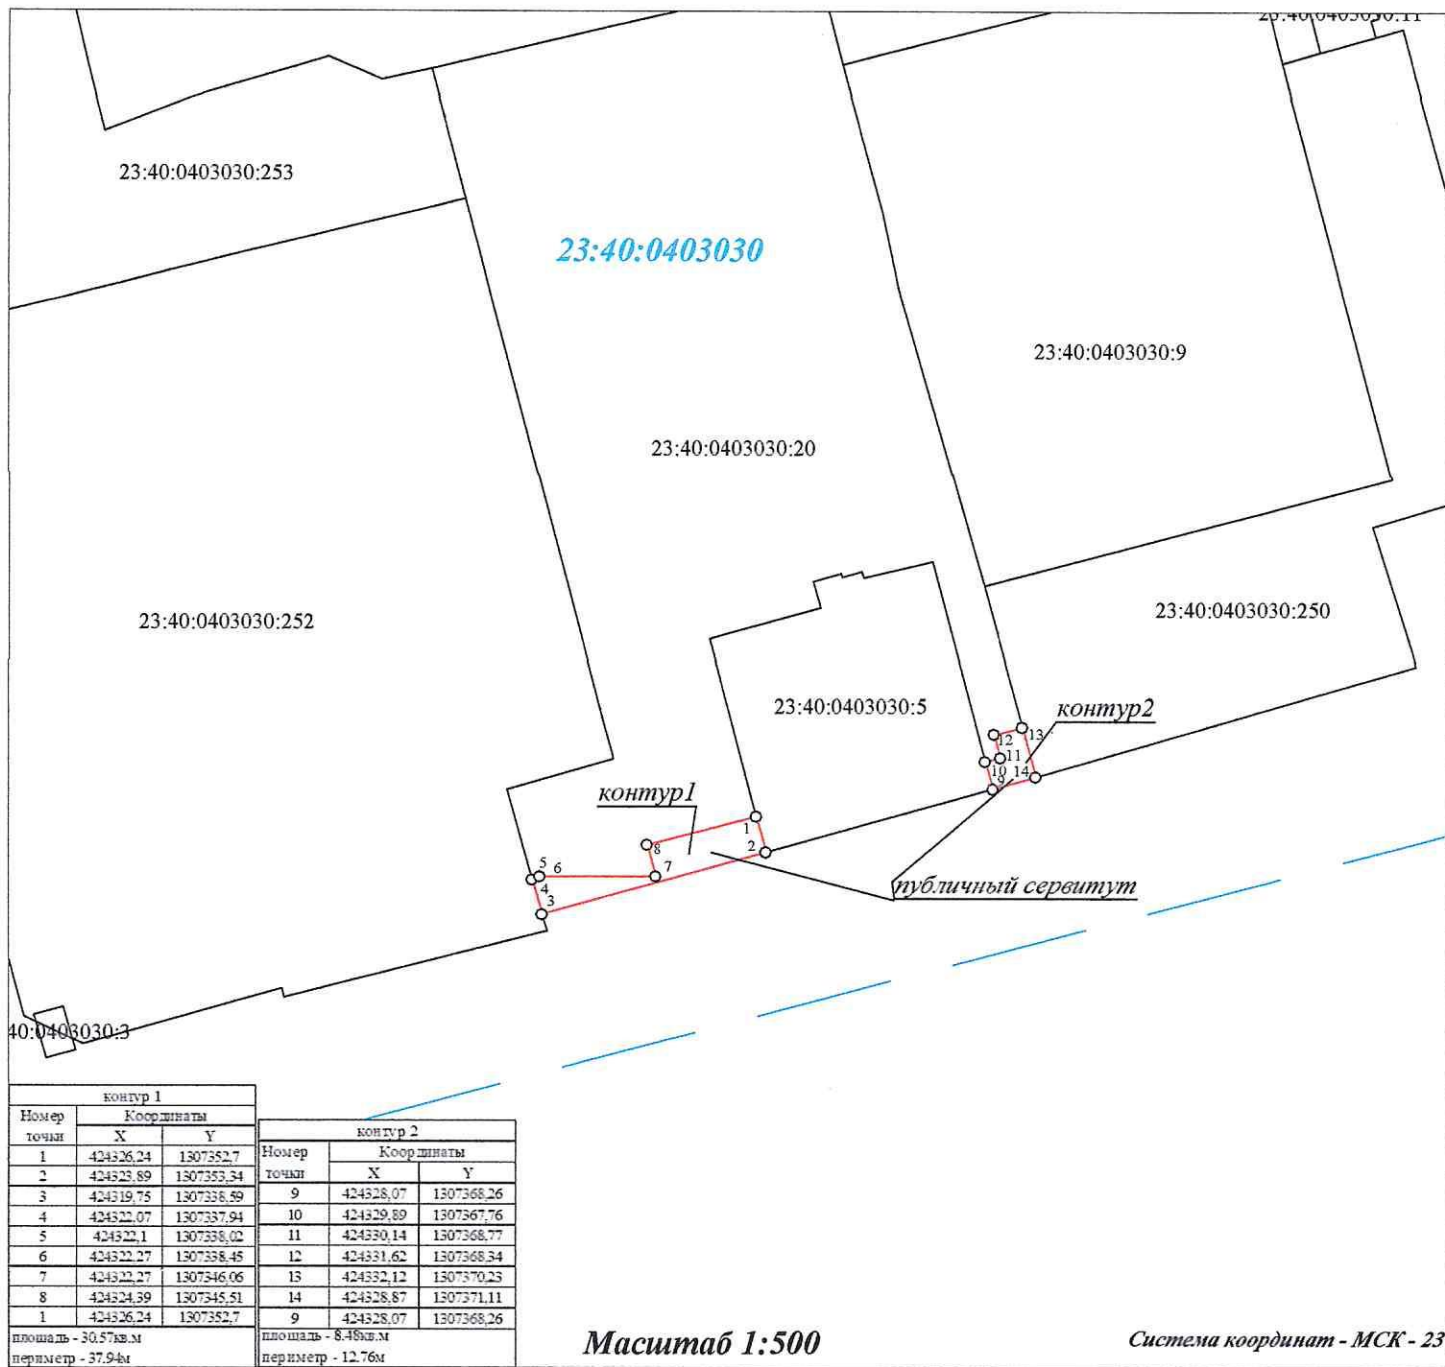 23:40:0403030:11
23:40:0403030:253
23:40:0403030
23:40:0403030:9
23:40:0403030:20
23:40:0403030:252
23:40:0403030:250
23:40:0403030:5
контур2
12
13
11
10
14
9
контур1
1
8
2
5
6
7
4
3
публичный сервитут
40:0403030:3
контур 1
Номер точки Координаты
X Y
1 424326,24 1307352,7
2 424323,89 1307353,34
3 424319,75 1307338,59
4 424322,07 1307337,94
5 424322,1 1307338,02
6 424322,27 1307338,45
7 424322,27 1307346,06
8 424324,39 1307345,51
1 424326,24 1307352,7
площадь - 30.57кв.м
периметр - 37.94м
контур 2
Номер точки Координаты
X Y
9 424328,07 1307368,26
10 424329,89 1307367,76
11 424330,14 1307368,77
12 424331,62 1307368,34
13 424332,12 1307370,23
14 424328,87 1307371,11
9 424328,07 1307368,26
площадь - 8.48кв.м
периметр - 12.76м
Масштаб 1:500
Система координат - МСК - 23